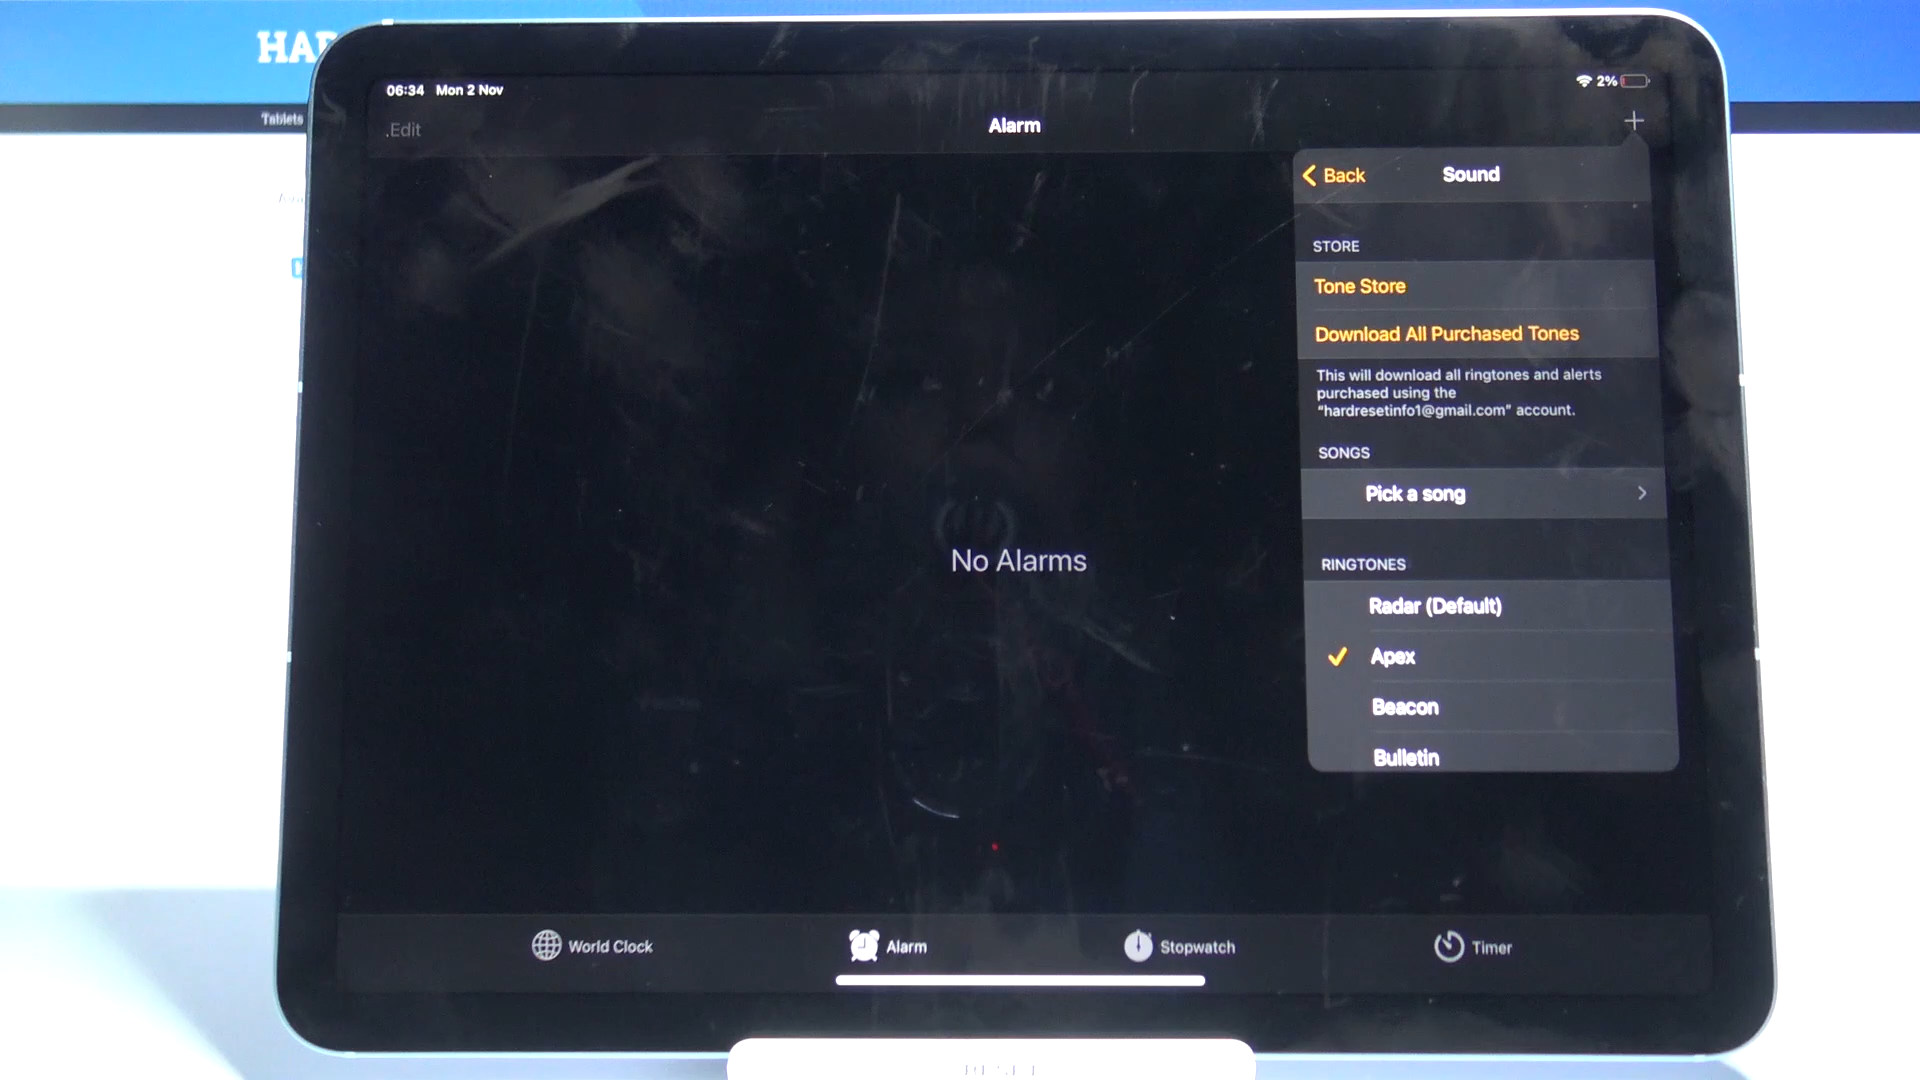 HAR
Tablets
06:34 Mon 2 Nov
2%
.Edit
Alarm
Back
Sound
STORE
Tone Store
Download All Purchased Tones
This will download all ringtones and alerts
purchased using the
“hardresetinfo1@gmail.com” account.
SONGS
Pick a song
No Alarms
RINGTONES
Radar (Default)
Apex
Beacon
Bulletin
World Clock
Alarm
Stopwatch
Timer
RESET